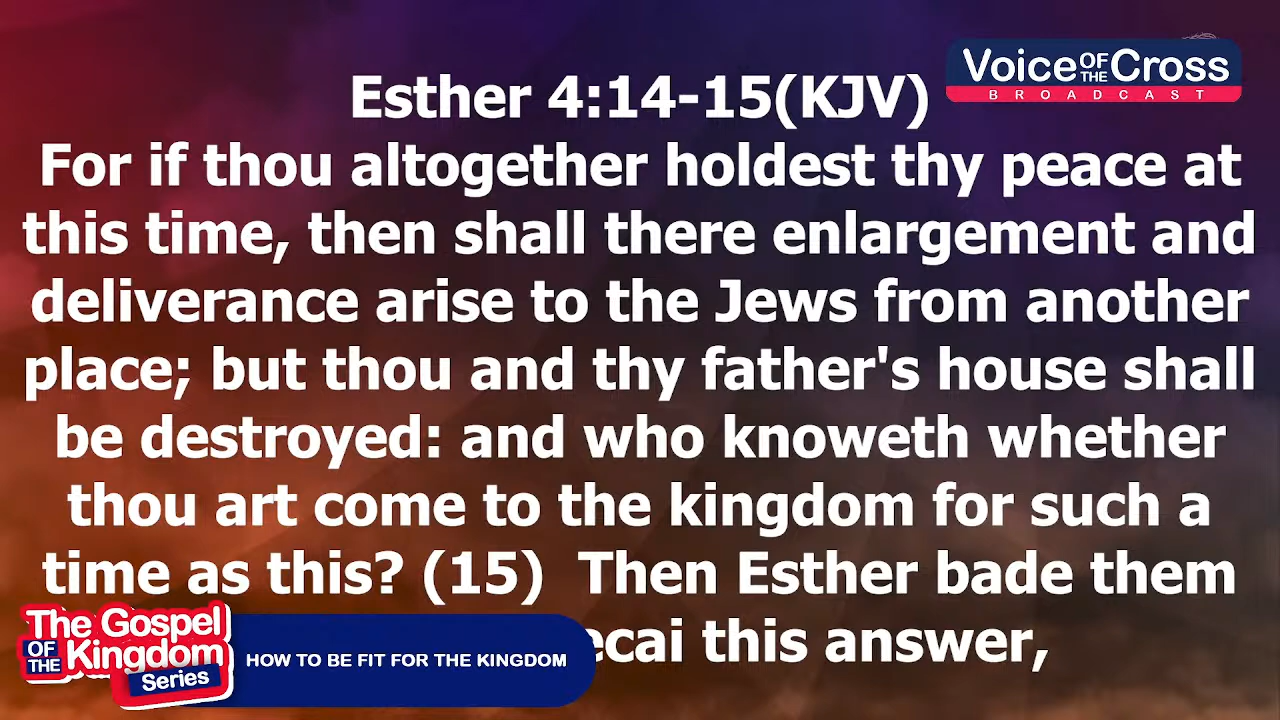 Voice OF THE Cross
BROADCAST
Esther 4:14-15(KJV)
For if thou altogether holdest thy peace at
this time, then shall there enlargement and
deliverance arise to the Jews from another
place; but thou and thy father's house shall
be destroyed: and who knoweth whether
thou art come to the kingdom for such a
time as this? (15) Then Esther bade them
ecai this answer,
The Gospel
OF THE Kingdom
Series
HOW TO BE FIT FOR THE KINGDOM